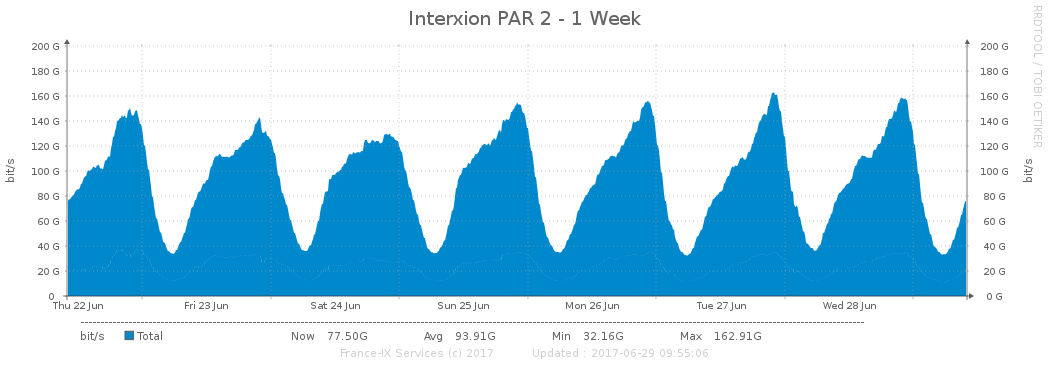 Interxion PAR 2 - 1 Week
RRDTOOL / TOBI OETIKER
bit/s
200 G 200 G
180 G 180 G
160 G 160 G
140 G 140 G
120 G 120 G
100 G 100 G
80 G 80 G
60 G 60 G
40 G 40 G
20 G 20 G
0 0 G
bit/s
Thu 22 Jun Fri 23 Jun Sat 24 Jun Sun 25 Jun Mon 26 Jun Tue 27 Jun Wed 28 Jun
bit/s Total Now 77.50G Avg 93.91G Min 32.16G Max 162.91G
France-IX Services (c) 2017 Updated : 2017-06-29 09:55:06